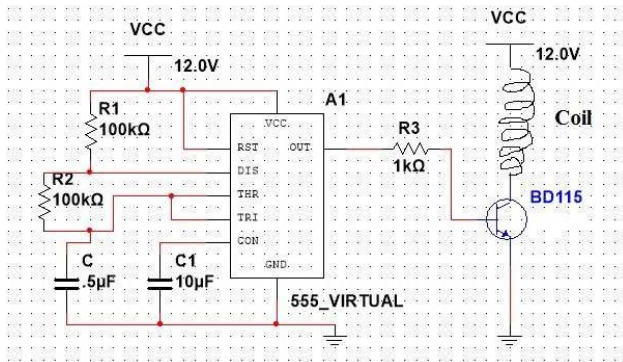 VCC
12.0V
R1
100kΩ
R2
100kΩ
C
.5µF
C1
10µF
A1
VCC
RST
OUT
DIS
THR
TRI
CON
GND
555_VIRTUAL
R3
1kΩ
VCC
12.0V
Coil
BD115